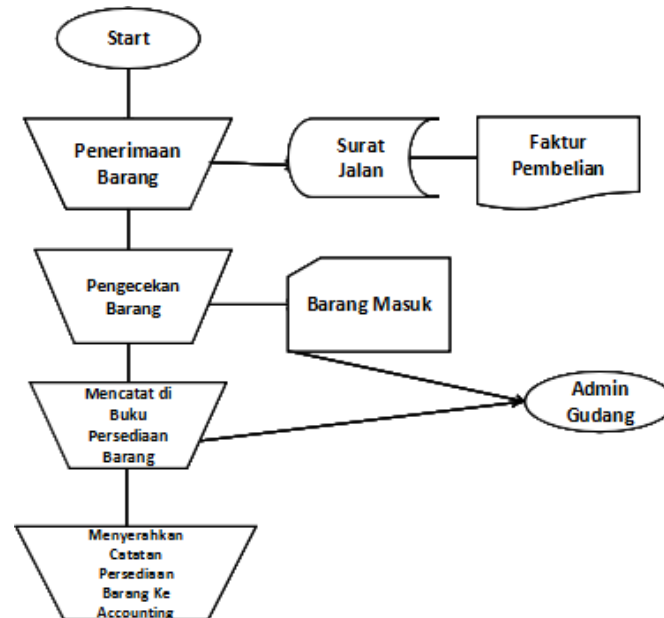 Start
Penerimaan
Barang
Surat
Jalan
Faktur
Pembelian
Pengecekan
Barang
Barang Masuk
Mencatat di
Buku
Persediaan
Barang
Admin
Gudang
Menyerahkan
Catatan
Persediaan
Barang Ke
Accounting